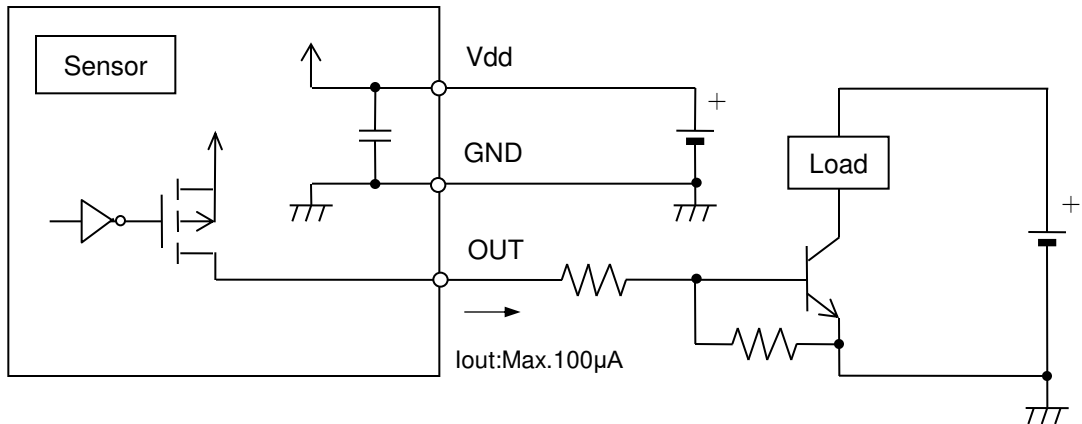 Sensor
Vdd
+
GND
Load
+
OUT
Iout:Max.100µA